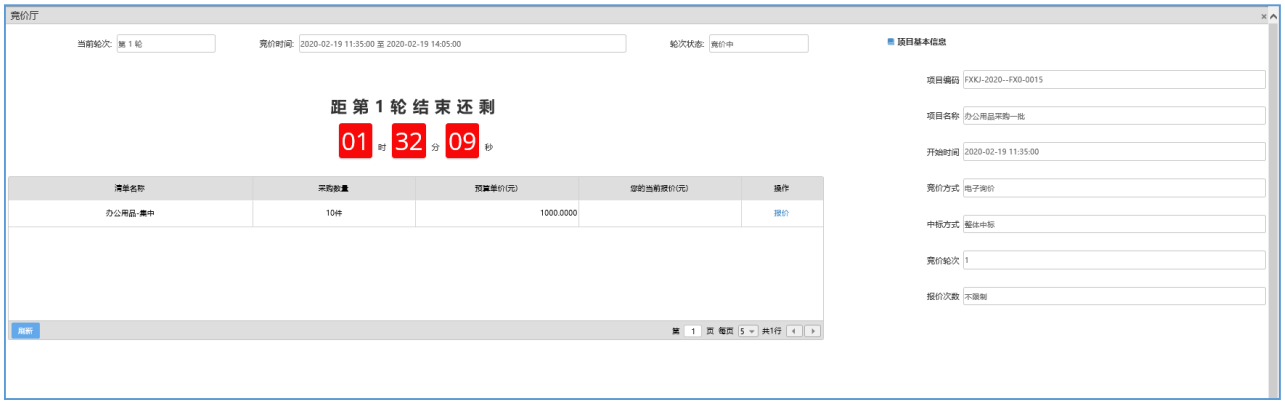 竞价厅
当前轮次: 第 1 轮 竞价时间: 2020-02-19 11:35:00 至 2020-02-19 14:05:00 轮次状态: 竞价中
距 第 1 轮 结 束 还 剩
01 时 32 分 09 秒
清单名称 采购数量 预算单价(元) 您的当前报价(元) 操作
办公用品-集中 10件 1000.0000 报价
刷新 第 1 页 每页 5 共1行
项目基本信息
项目编码 FXKJ-2020--FX0-0015
项目名称 办公用品采购一批
开始时间 2020-02-19 11:35:00
竞价方式 电子询价
中标方式 整体中标
竞价轮次 1
报价次数 不限制